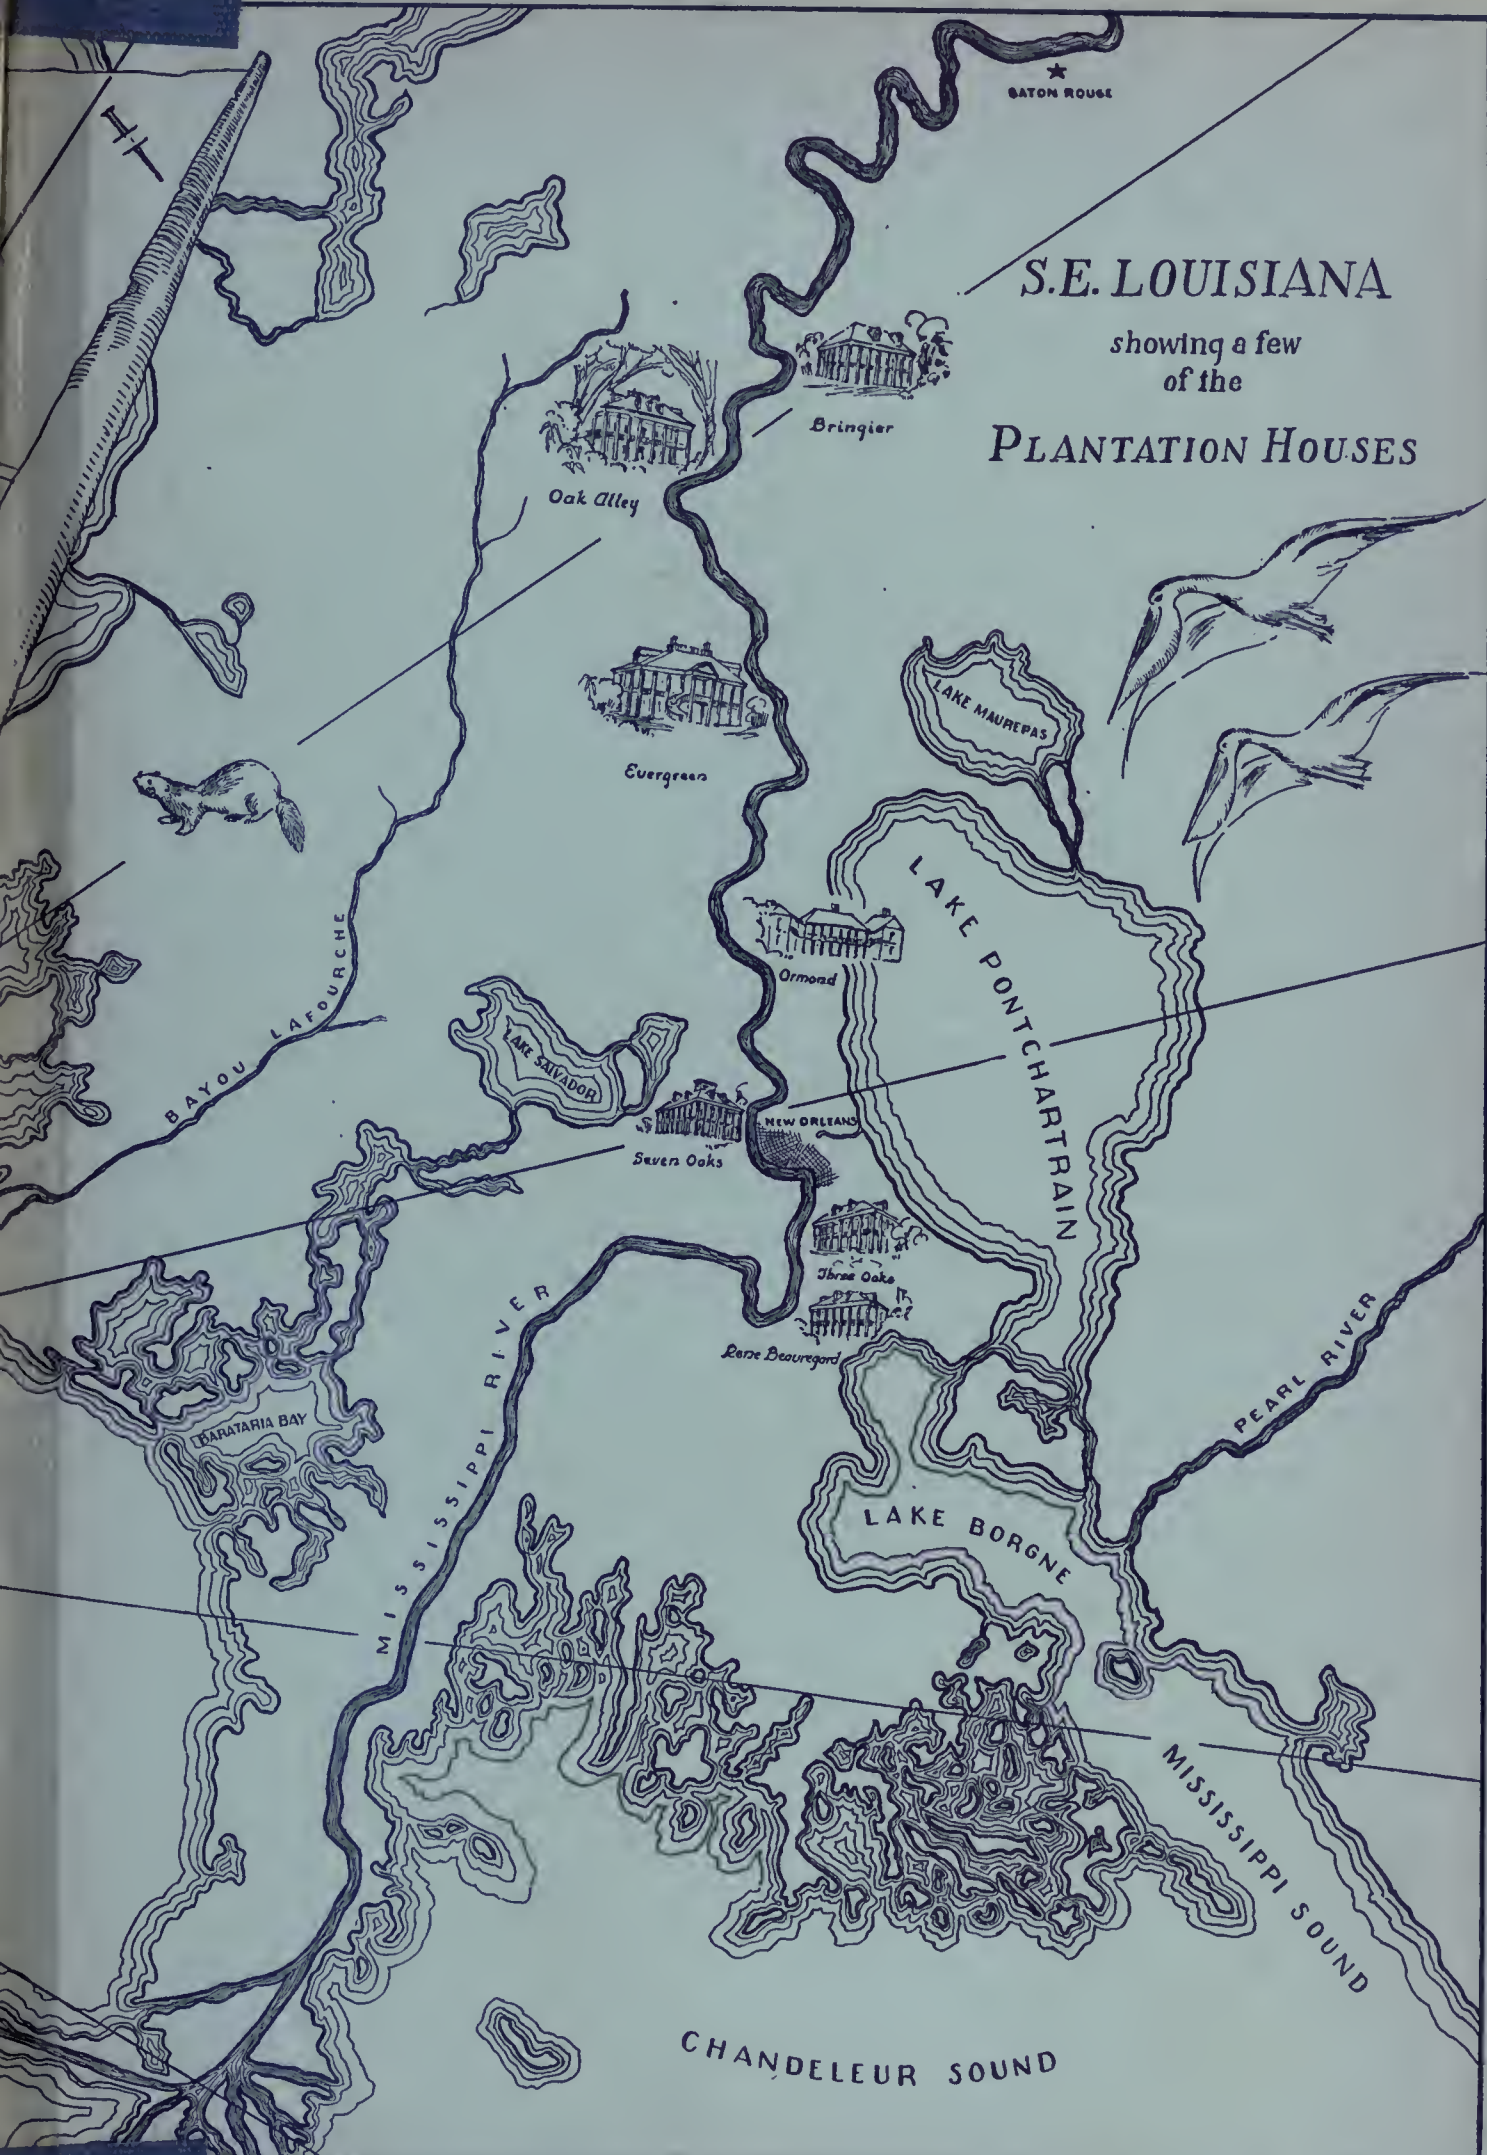 BATON ROUGE
S.E. LOUISIANA
showing a few
of the
PLANTATION HOUSES
Bringier
Oak Alley
Evergreen
LAKE MAUREPAS
LAKE PONTCHARTRAIN
Ormond
BAYOU LAFOURCHE
LAKE SALVADOR
NEW ORLEANS
Seven Oaks
Three Oaks
Rene Beauregard
MISSISSIPPI RIVER
PEARL RIVER
BARATARIA BAY
LAKE BORGNE
MISSISSIPPI SOUND
CHANDELEUR SOUND